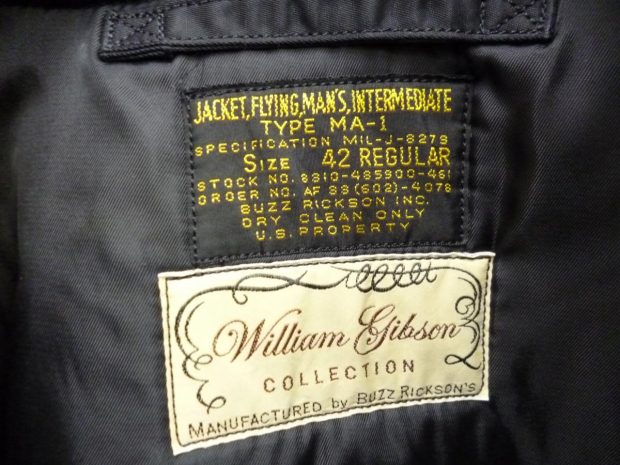 JACKET, FLYING, MAN'S, INTERMEDIATE
TYPE MA-1
SPECIFICATION MIL-J-8279
SIZE 42 REGULAR
STOCK NO. 8310-485900-461
ORDER NO. AF 33(602)-4078
BUZZ RICKSON INC.
DRY CLEAN ONLY
U.S. PROPERTY
William Gibson
COLLECTION
MANUFACTURED by BUZZ RICKSON'S